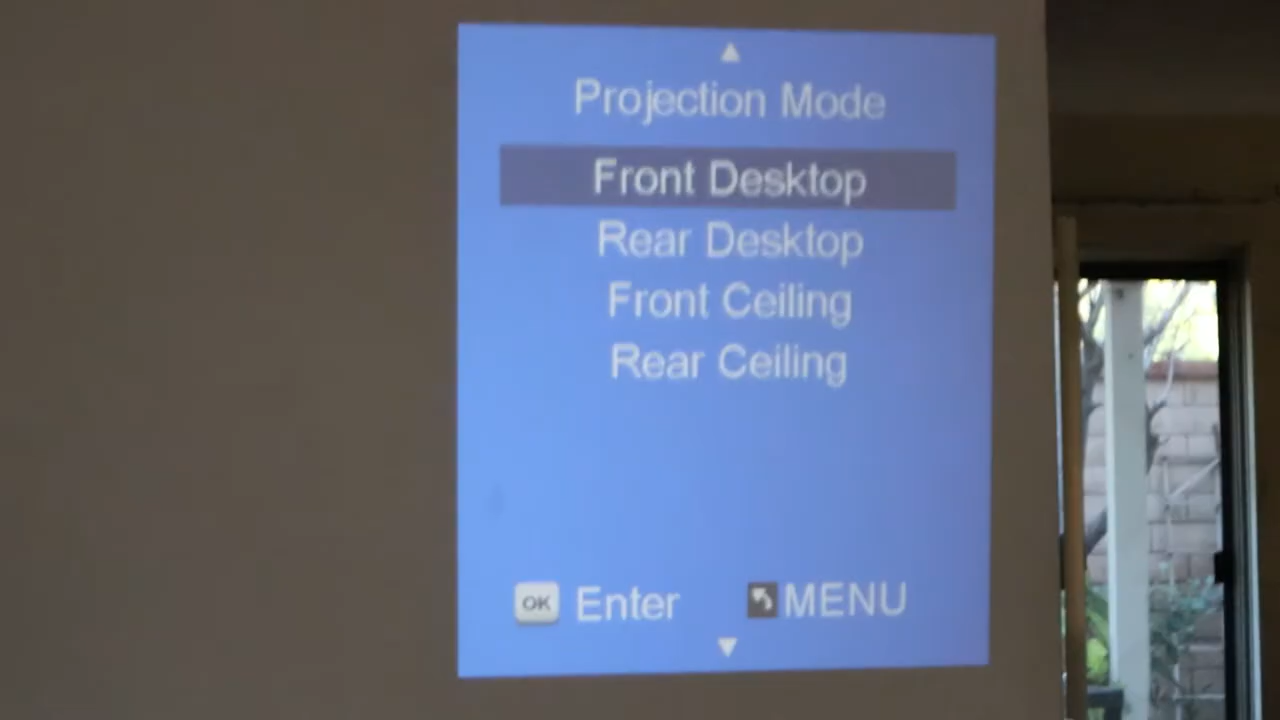 Projection Mode
Front Desktop
Rear Desktop
Front Ceiling
Rear Ceiling
OK Enter MENU